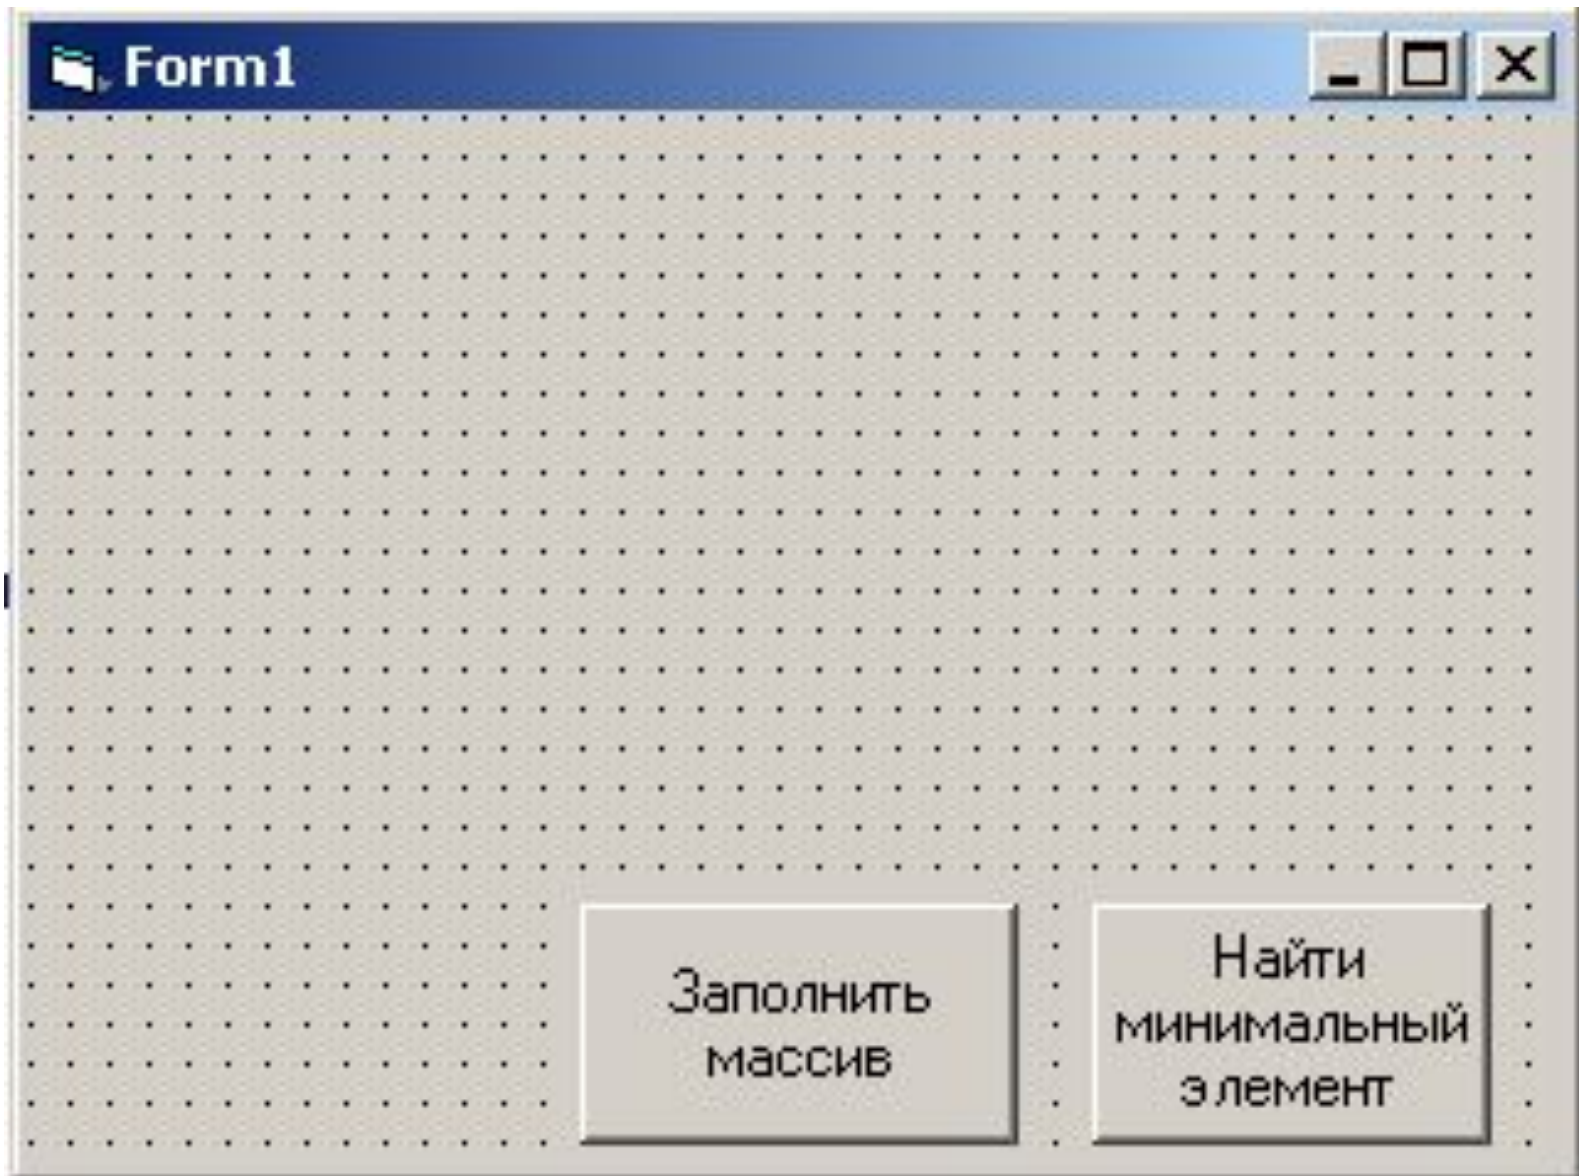 Form1
Заполнить
массив
Найти
минимальный
элемент